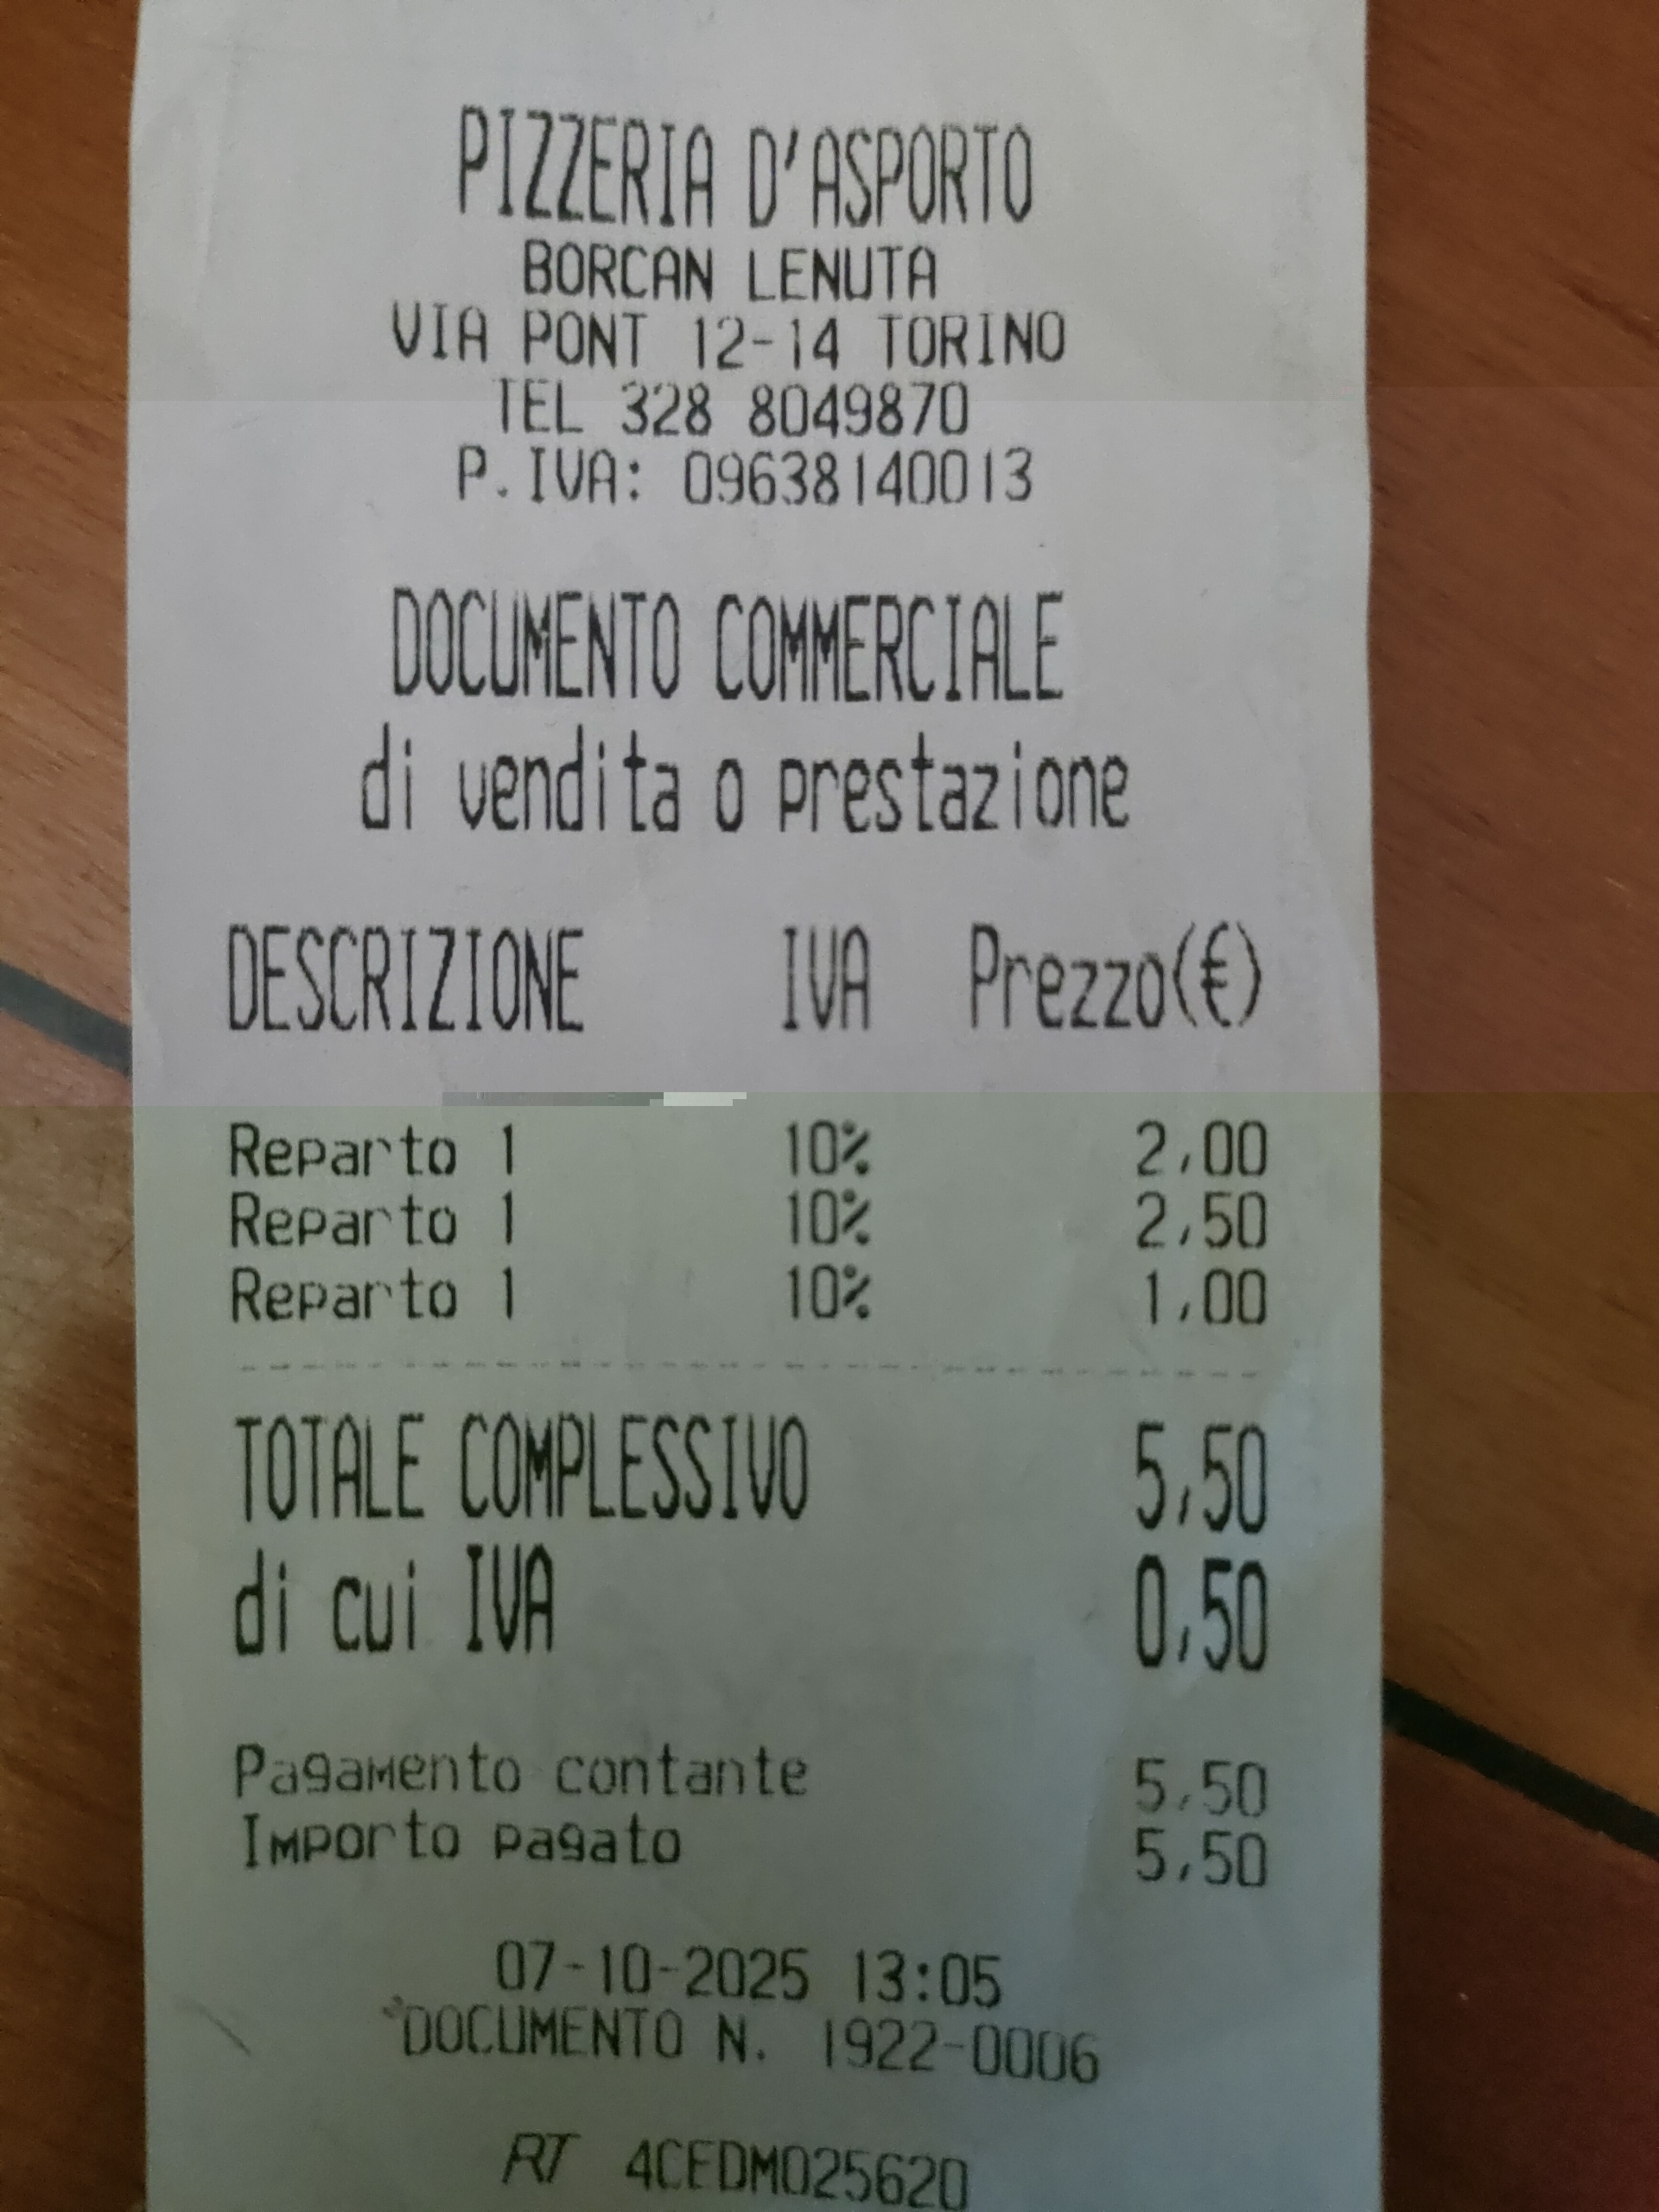 PIZZERIA D'ASPORTO
BORCAN LENUTA
VIA PONT 12-14 TORINO
TEL 328 8049870
P.IVA: 09638140013
DOCUMENTO COMMERCIALE
di vendita o prestazione
DESCRIZIONE IVA Prezzo(€)
Reparto 1 10% 2,00
Reparto 1 10% 2,50
Reparto 1 10% 1,00
TOTALE COMPLESSIVO 5,50
di cui IVA 0,50
Pagamento contante 5,50
Importo pagato 5,50
07-10-2025 13:05
DOCUMENTO N. 1922-0006
RT 4CEDM025620